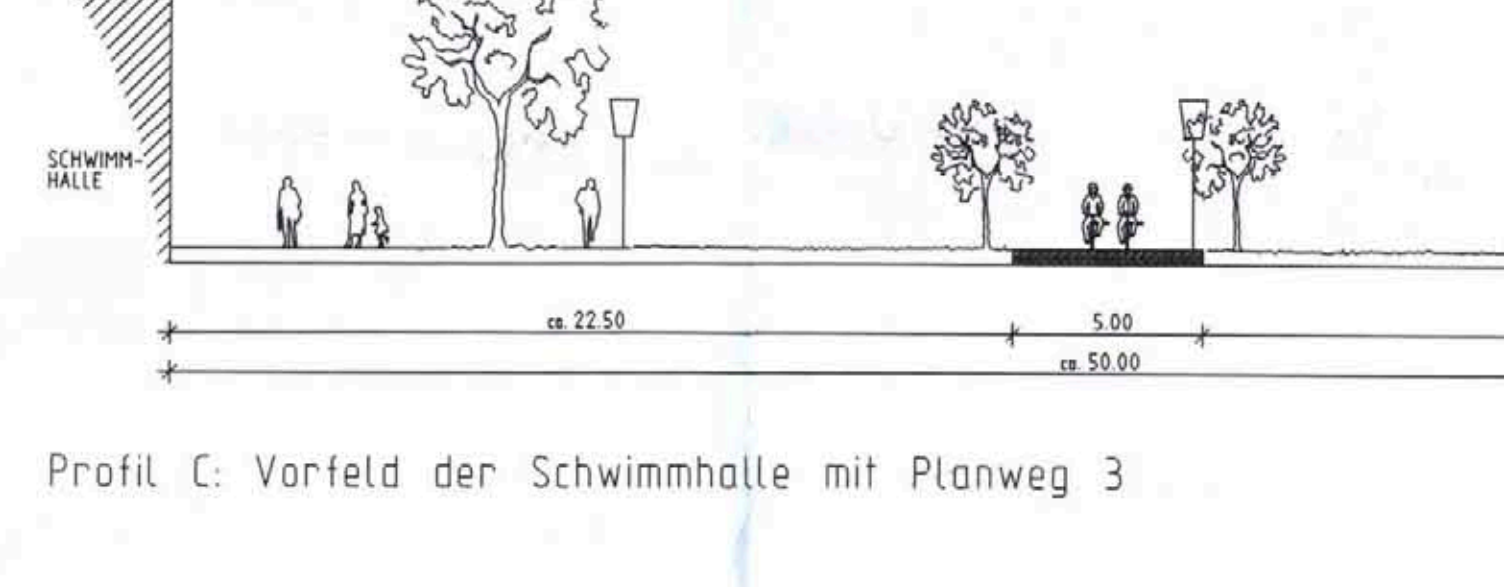 SCHWIMM-
HALLE
ca. 22.50
5.00
ca. 50.00
Profil C: Vorfeld der Schwimmhalle mit Planweg 3